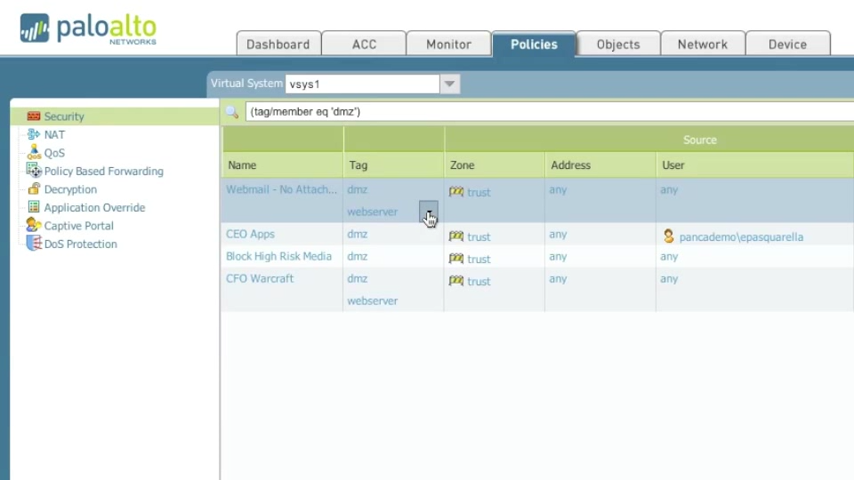 paloalto
NETWORKS
Dashboard ACC Monitor Policies Objects Network Device
Virtual System vsys1
Security
NAT
QoS
Policy Based Forwarding
Decryption
Application Override
Captive Portal
DoS Protection
(tag/member eq 'dmz')
Source
Name Tag Zone Address User
Webmail - No Attach... dmz trust any any
webserver
CEO Apps dmz trust any pancademo\epasquarella
Block High Risk Media dmz trust any any
CFO Warcraft dmz trust any any
webserver